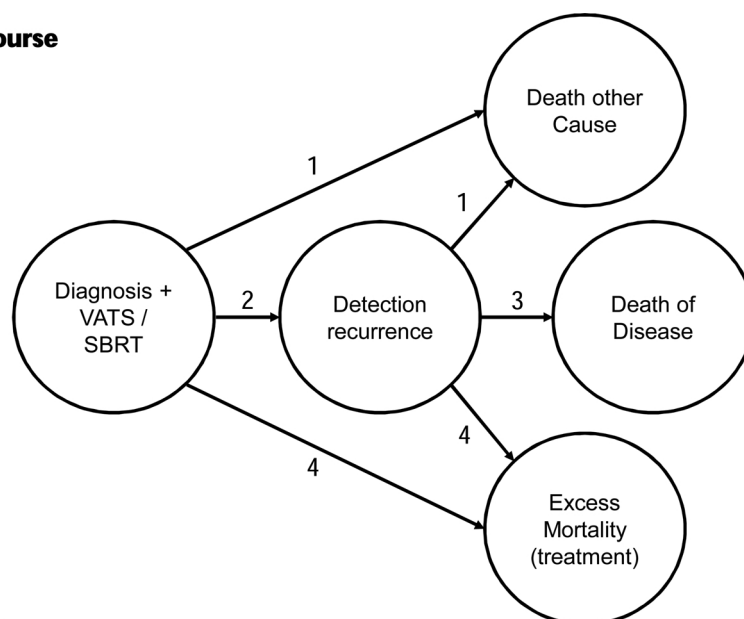 Death other
Cause
1
1
Diagnosis +
VATS /
SBRT
2
Detection
recurrence
3
Death of
Disease
4
4
Excess
Mortality
(treatment)